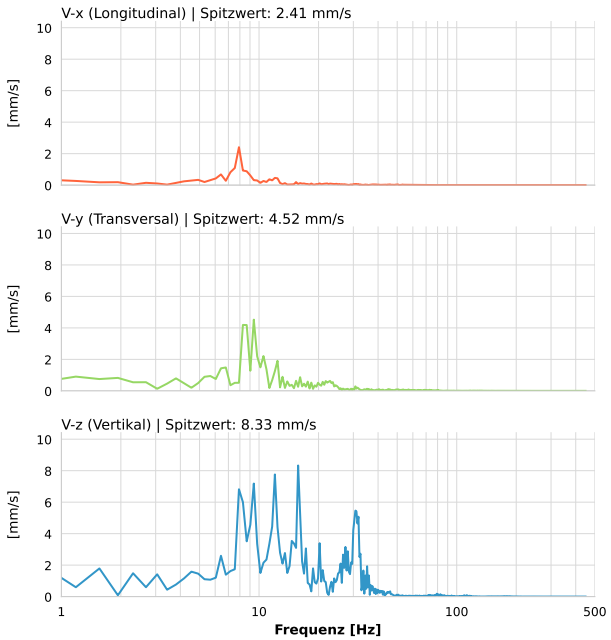 V-x (Longitudinal) | Spitzwert: 2.41 mm/s
10
8
6
4
2
0
[mm/s]
V-y (Transversal) | Spitzwert: 4.52 mm/s
10
8
6
4
2
0
[mm/s]
V-z (Vertikal) | Spitzwert: 8.33 mm/s
10
8
6
4
2
0
[mm/s]
1 10 100 500
Frequenz [Hz]